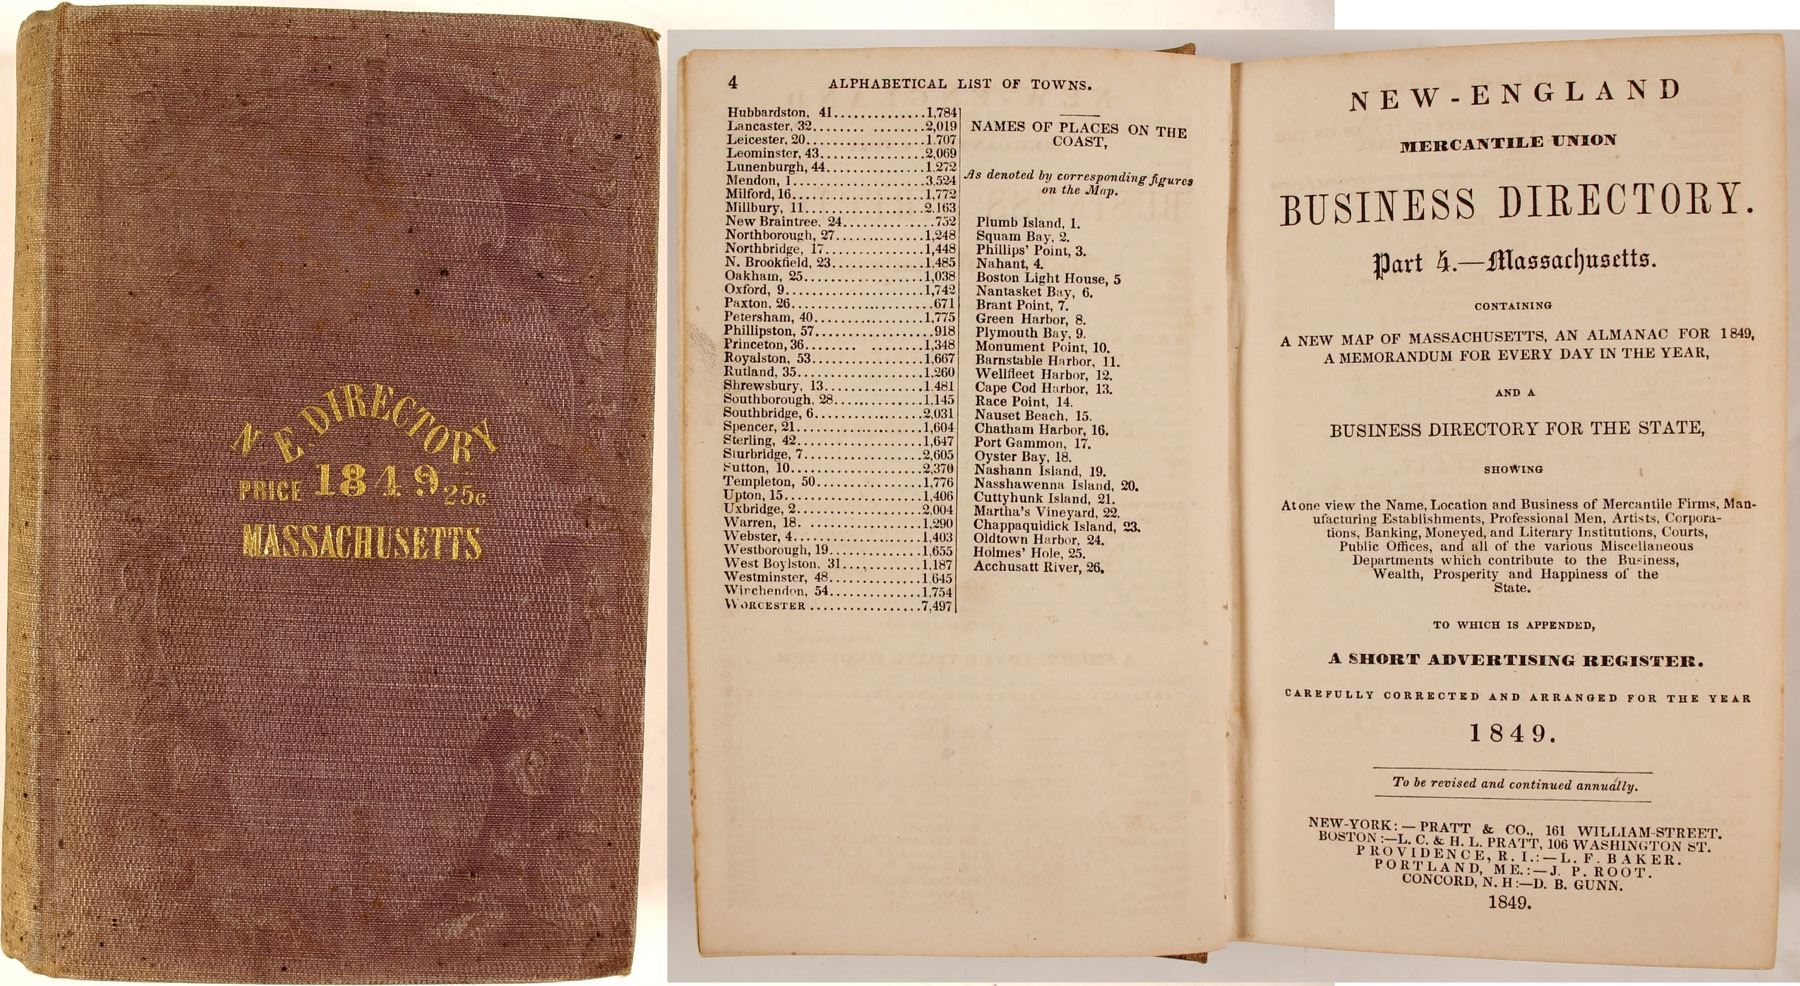 N. E. DIRECTORY
PRICE 1849 25c
MASSACHUSETTS
4 ALPHABETICAL LIST OF TOWNS.
Hubbardston, 41..............1,784
Lancaster, 32........ ........2,019
Leicester, 20..................1,707
Leominster, 43................2,069
Lunenburgh, 44...............1,272
Mendon, 1.....................3,524
Milford, 16.....................1,772
Millbury, 11...................2.163
New Braintree, 24..............752
Northborough, 27.............1,248
Northbridge, 17...............1,448
N. Brookfield, 23..............1,485
Oakham, 25...................1,038
Oxford, 9......................1,742
Paxton, 26......................671
Petersham, 40.................1,775
Phillipston, 57..................918
Princeton, 36........ ..........1,348
Royalston, 53.................1,667
Rutland, 35....................1,260
Shrewsbury, 13................1,481
Southborough, 28.............1,145
Southbridge, 6.................2,031
Spencer, 21....................1,604
Sterling, 42....................1,647
Sturbridge, 7...................2,605
Sutton, 10.....................2,370
Templeton, 50.................1,776
Upton, 15......................1,406
Uxbridge, 2....................2,004
Warren, 18. ..................1,290
Webster, 4.....................1,403
Westborough, 19..............1,655
West Boylston, 31.............1,187
Westminster, 48...............1.645
Winchendon, 54...............1,754
WORCESTER .................7,497
NAMES OF PLACES ON THE
COAST,
As denoted by corresponding figures
on the Map.
Plumb Island, 1.
Squam Bay, 2.
Phillips' Point, 3.
Nahant, 4.
Boston Light House, 5
Nantasket Bay, 6.
Brant Point, 7.
Green Harbor, 8.
Plymouth Bay, 9.
Monument Point, 10.
Barnstable Harbor, 11.
Wellfleet Harbor, 12.
Cape Cod Harbor, 13.
Race Point, 14.
Nauset Beach, 15.
Chatham Harbor, 16.
Port Gammon, 17.
Oyster Bay, 18.
Nashann Island, 19.
Nasshawenna Island, 20.
Cuttyhunk Island, 21.
Martha's Vineyard, 22.
Chappaquidick Island, 23.
Oldtown Harbor, 24.
Holmes' Hole, 25.
Acchusatt River, 26.
NEW-ENGLAND
MERCANTILE UNION
BUSINESS DIRECTORY.
Part 4.—Massachusetts.
CONTAINING
A NEW MAP OF MASSACHUSETTS, AN ALMANAC FOR 1849,
A MEMORANDUM FOR EVERY DAY IN THE YEAR,
AND A
BUSINESS DIRECTORY FOR THE STATE,
SHOWING
At one view the Name, Location and Business of Mercantile Firms, Man-
ufacturing Establishments, Professional Men, Artists, Corpora-
tions, Banking, Moneyed, and Literary Institutions, Courts,
Public Offices, and all of the various Miscellaneous
Departments which contribute to the Business,
Wealth, Prosperity and Happiness of the
State.
TO WHICH IS APPENDED,
A SHORT ADVERTISING REGISTER.
CAREFULLY CORRECTED AND ARRANGED FOR THE YEAR
1849.
To be revised and continued annually.
NEW-YORK:—PRATT & CO., 161 WILLIAM-STREET.
BOSTON:—L. C. & H. L. PRATT, 106 WASHINGTON ST.
PROVIDENCE, R. I.:—L. F. BAKER.
PORTLAND, ME.:—J. P. ROOT.
CONCORD, N. H:—D. B. GUNN.
1849.